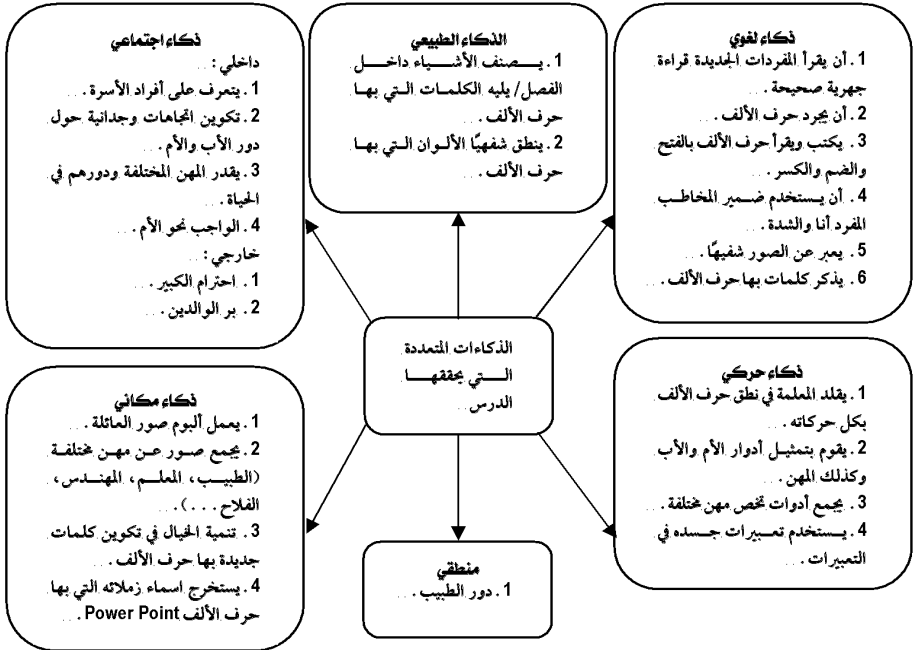 ذكاء لغوي
1. أن يقرأ المفردات الجديدة قراءة
جهرية صحيحة...
2. أن يجرد حرف الألف...
3. يكتب ويقرأ حرف الألف بالفتح
والضم والكسر...
4. أن يستخدم ضمير المخاطب
المفرد أنا والشدة...
5. يعبر عن الصور شفيهًا...
6. يذكر كلمات بها حرف الألف...
الذكاء الطبيعي
1. يصنف الأشياء داخل
الفصل/ يليه الكلمات التي بها
حرف الألف...
2. ينطق شفهيًا الألوان التي بها
حرف الألف...
ذكاء اجتماعي
داخلي:...
1. يتعرف على أفراد الأسرة...
2. تكوين اتجاهات وجدانية حول
دور الأب والأم...
3. يقدر المهن المختلفة ودورهم في
الحياة...
4. الواجب نحو الأم...
خارجي:...
1. احترام الكبير...
2. بر الوالدين...
الذكاءات المتعددة
التي يحققها
الدرس...
ذكاء حركي
1. يقلد المعلمة في نطق حرف الألف
بكل حركاته...
2. يقوم بتمثيل أدوار الأم والأب
وكذلك المهن...
3. يجمع أدوات تخص مهن مختلفة...
4. يستخدم تعبيرات جسده في
التعبيرات...
منطقي
1. دور الطبيب...
ذكاء مكاني
1. يعمل ألبوم صور العائلة...
2. يجمع صور عن مهن مختلفة
(الطبيب، المعلم، المهندس،
الفلاح...)...
3. تنمية الخيال في تكوين كلمات
جديدة بها حرف الألف...
4. يستخرج اسماء زملائه التي بها
حرف الألف Power Point...